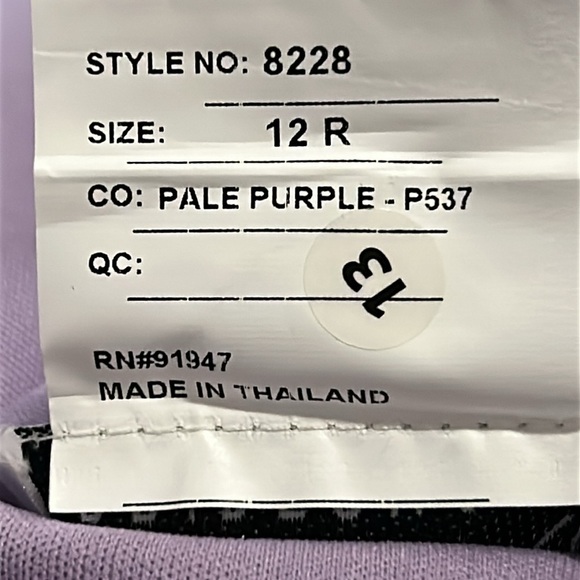 STYLE NO: 8228
SIZE: 12 R
CO: PALE PURPLE - P537
QC:
13
RN#91947
MADE IN THAILAND